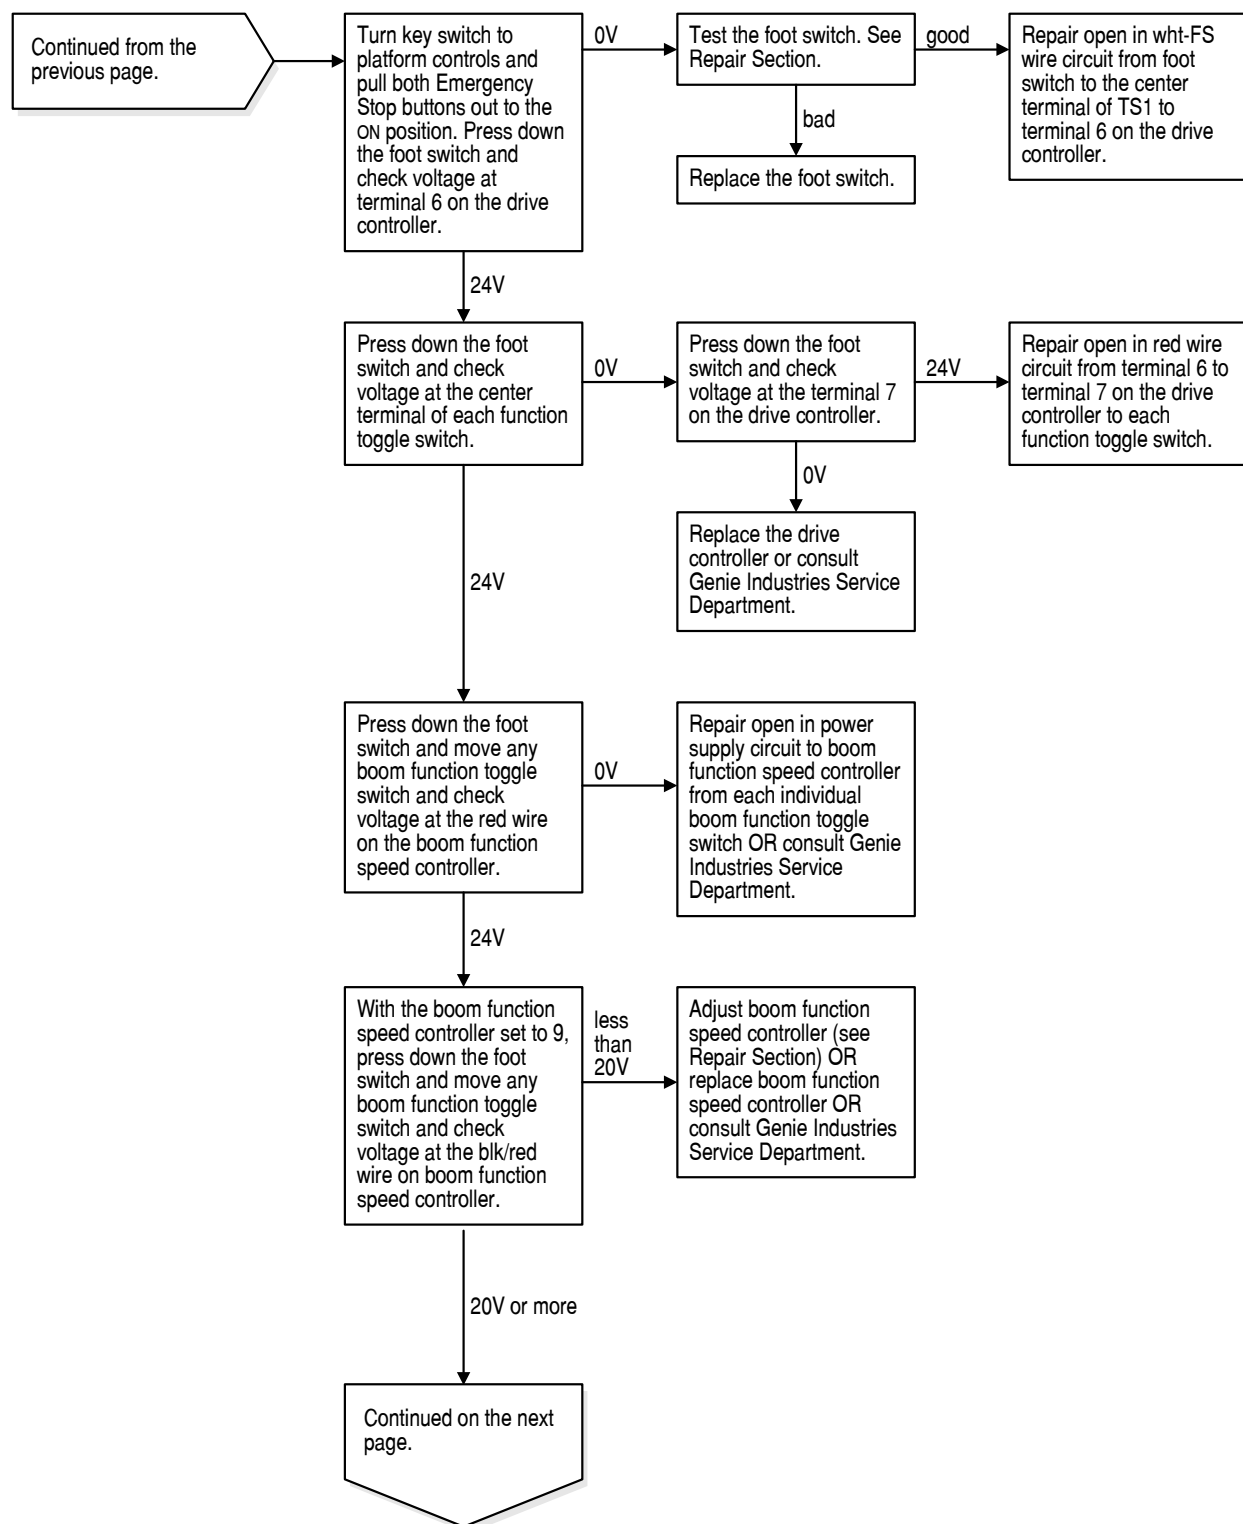 Continued from the
previous page.
Turn key switch to
platform controls and
pull both Emergency
Stop buttons out to the
ON position. Press down
the foot switch and
check voltage at
terminal 6 on the drive
controller.
0V
Test the foot switch. See
Repair Section.
good
Repair open in wht-FS
wire circuit from foot
switch to the center
terminal of TS1 to
terminal 6 on the drive
controller.
bad
Replace the foot switch.
24V
Press down the foot
switch and check
voltage at the center
terminal of each function
toggle switch.
0V
Press down the foot
switch and check
voltage at the terminal 7
on the drive controller.
24V
Repair open in red wire
circuit from terminal 6 to
terminal 7 on the drive
controller to each
function toggle switch.
0V
Replace the drive
controller or consult
Genie Industries Service
Department.
24V
Press down the foot
switch and move any
boom function toggle
switch and check
voltage at the red wire
on the boom function
speed controller.
0V
Repair open in power
supply circuit to boom
function speed controller
from each individual
boom function toggle
switch OR consult Genie
Industries Service
Department.
24V
With the boom function
speed controller set to 9,
press down the foot
switch and move any
boom function toggle
switch and check
voltage at the blk/red
wire on boom function
speed controller.
less
than
20V
Adjust boom function
speed controller (see
Repair Section) OR
replace boom function
speed controller OR
consult Genie Industries
Service Department.
20V or more
Continued on the next
page.